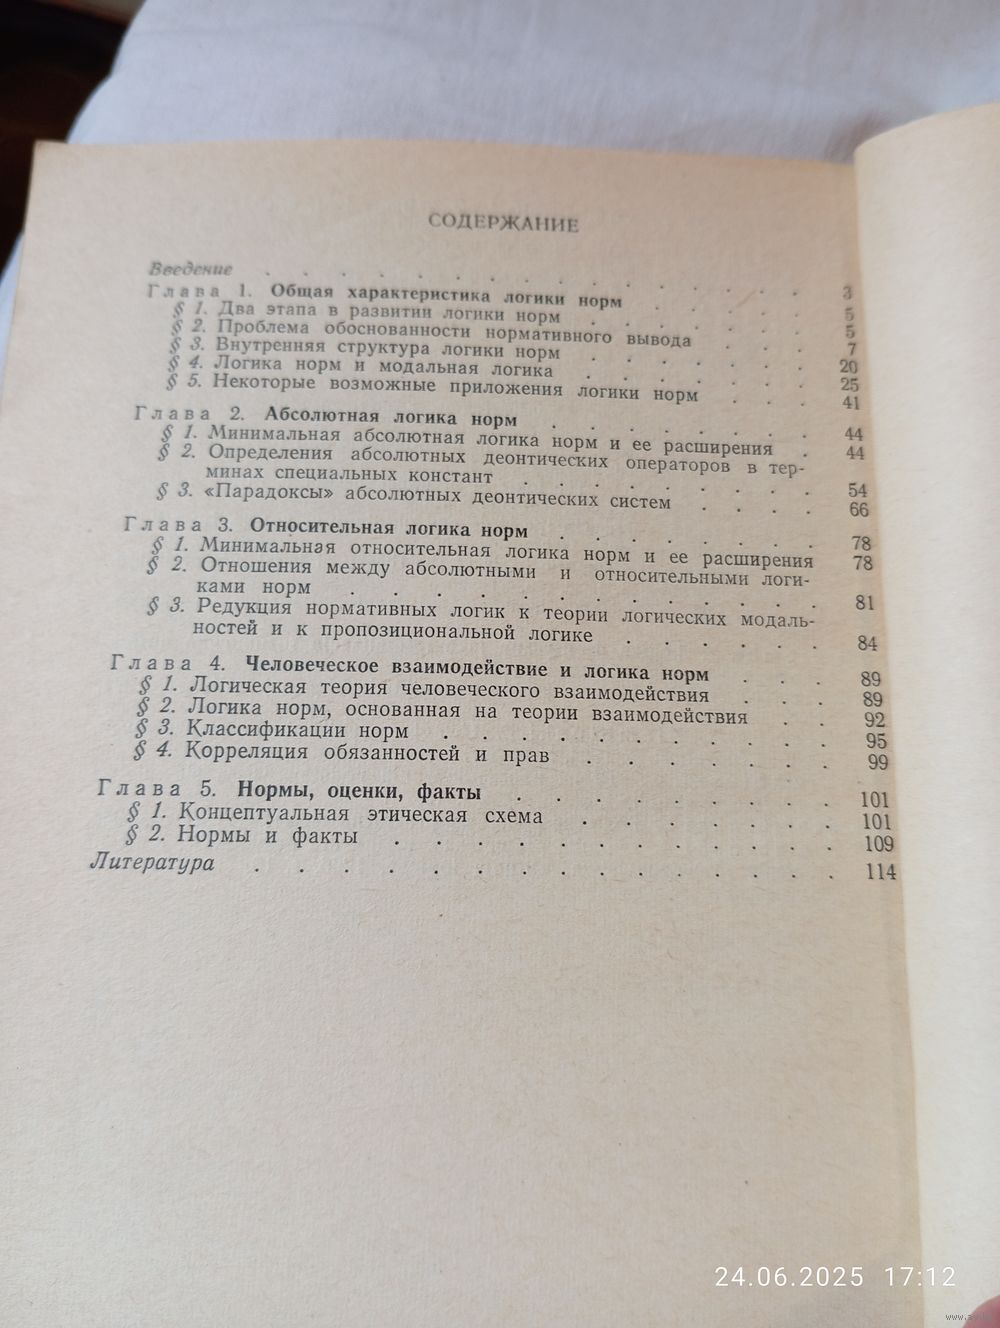 СОДЕРЖАНИЕ
Введение . . . . . . . . . . . . . . 3
Глава 1. Общая характеристика логики норм . . . . 5
§ 1. Два этапа в развитии логики норм . . . . . . 5
§ 2. Проблема обоснованности нормативного вывода . . . 7
§ 3. Внутренняя структура логики норм . . . . . . 20
§ 4. Логика норм и модальная логика . . . . . . 25
§ 5. Некоторые возможные приложения логики норм . . . 41
Глава 2. Абсолютная логика норм . . . . . . . 44
§ 1. Минимальная абсолютная логика норм и ее расширения . 44
§ 2. Определения абсолютных деонтических операторов в тер-
минах специальных констант . . . . . . . . 54
§ 3. «Парадоксы» абсолютных деонтических систем . . . . 66
Глава 3. Относительная логика норм . . . . . . . 78
§ 1. Минимальная относительная логика норм и ее расширения 78
§ 2. Отношения между абсолютными и относительными логи-
ками норм . . . . . . . . . . . 81
§ 3. Редукция нормативных логик к теории логических модаль-
ностей и к пропозициональной логике . . . . . 84
Глава 4. Человеческое взаимодействие и логика норм . . . 89
§ 1. Логическая теория человеческого взаимодействия . . . 89
§ 2. Логика норм, основанная на теории взаимодействия . . 92
§ 3. Классификации норм . . . . . . . . . 95
§ 4. Корреляция обязанностей и прав . . . . . . 99
Глава 5. Нормы, оценки, факты . . . . . . . . 101
§ 1. Концептуальная этическая схема . . . . . . 101
§ 2. Нормы и факты . . . . . . . . . . . 109
Литература . . . . . . . . . . . . . . 114
24.06.2025 17:12